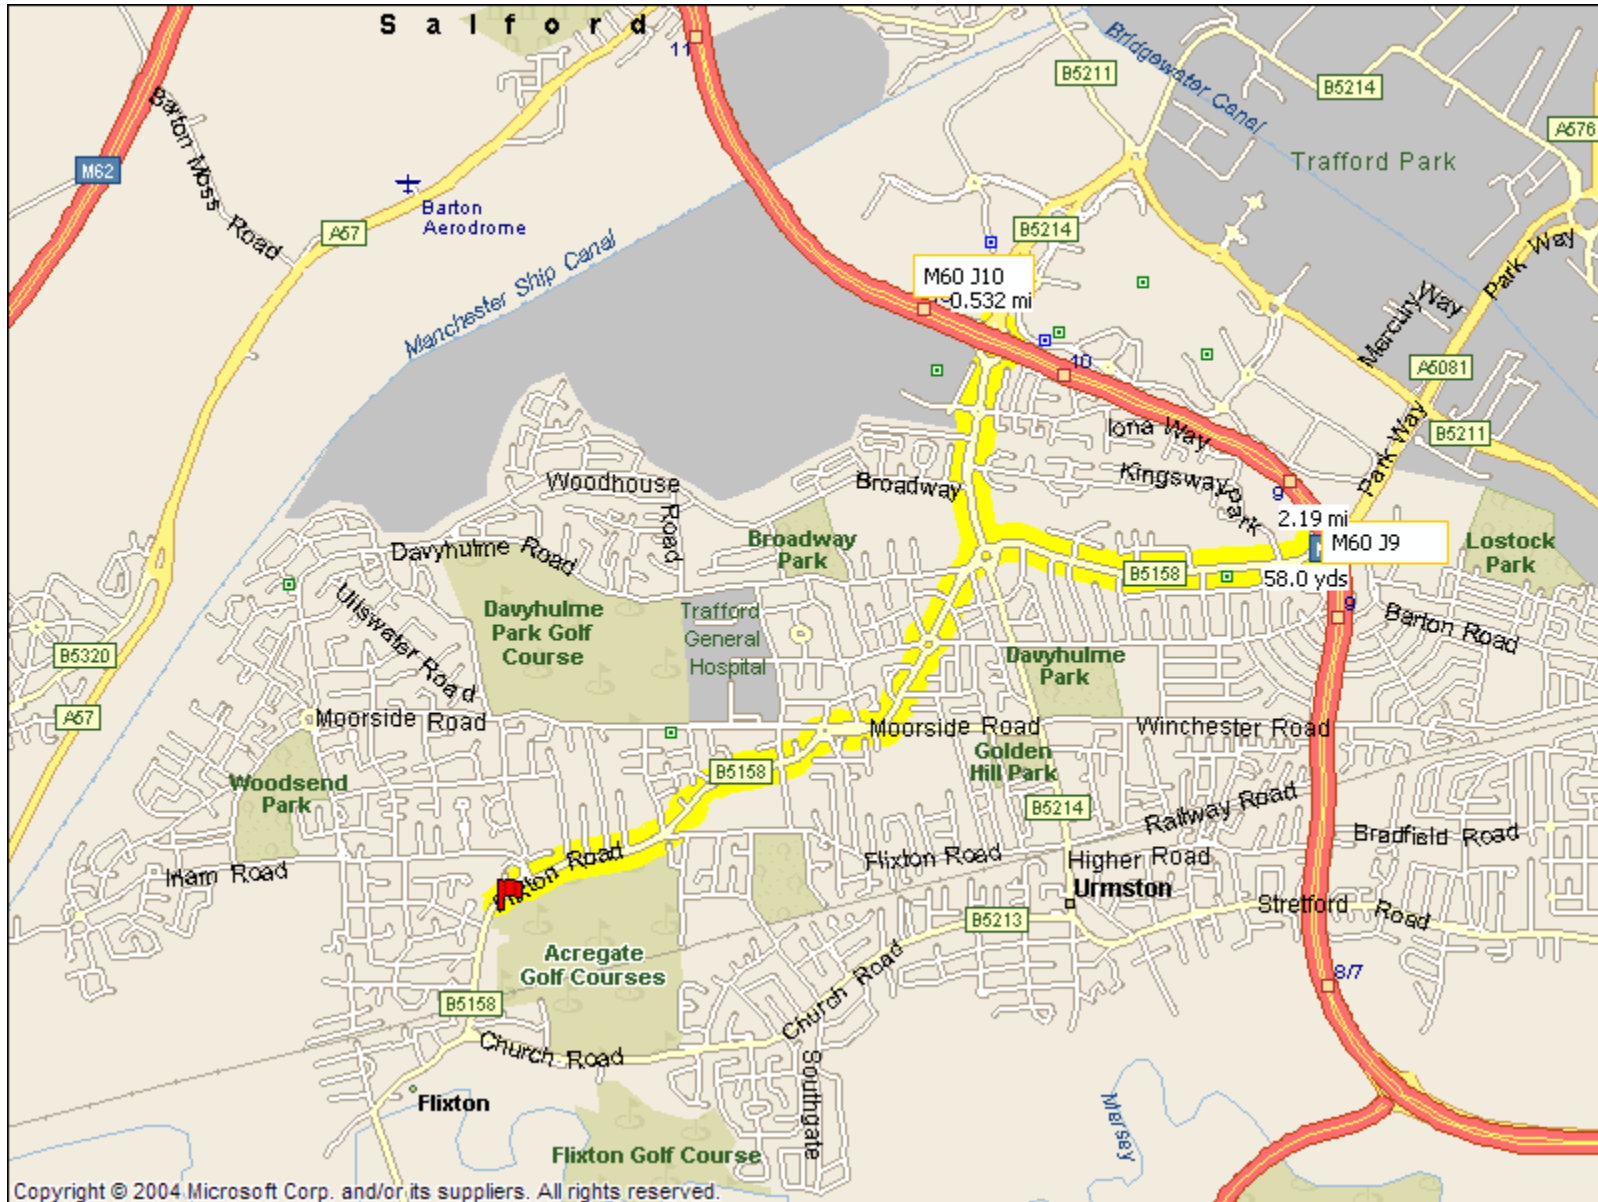 Salford
11
B5211
Bridgewater Canal
B5214
A576
Barton Moss Road
M62
Trafford Park
Barton
Aerodrome
A57
B5214
Manchester Ship Canal
Park Way
M60 J10
0.532 mi
Mercury Way
A5081
10
Iona Way
Park Way
B5211
Kingsway
Park
Woodhouse
Road
Broadway
9
2.19 mi
M60 J9
Broadway
Park
Lostock
Park
Davyhulme Road
B5158
58.0 yds
9
Ullswater Road
Davyhulme
Park Golf
Course
Trafford
General
Hospital
Barton Road
B5320
Davyhulme
Park
A57
Moorside Road
Moorside Road
Winchester Road
Golden
Hill Park
B5158
Woodsend
Park
B5214
Railway Road
Bradfield Road
Flixton Road
Flixton Road
Higher Road
Irlam Road
Urmston
Stretford Road
B5213
Acregate
Golf Courses
Church Road
8/7
B5158
Church Road
Southgate
Flixton
Mersey
Flixton Golf Course
Copyright © 2004 Microsoft Corp. and/or its suppliers. All rights reserved.